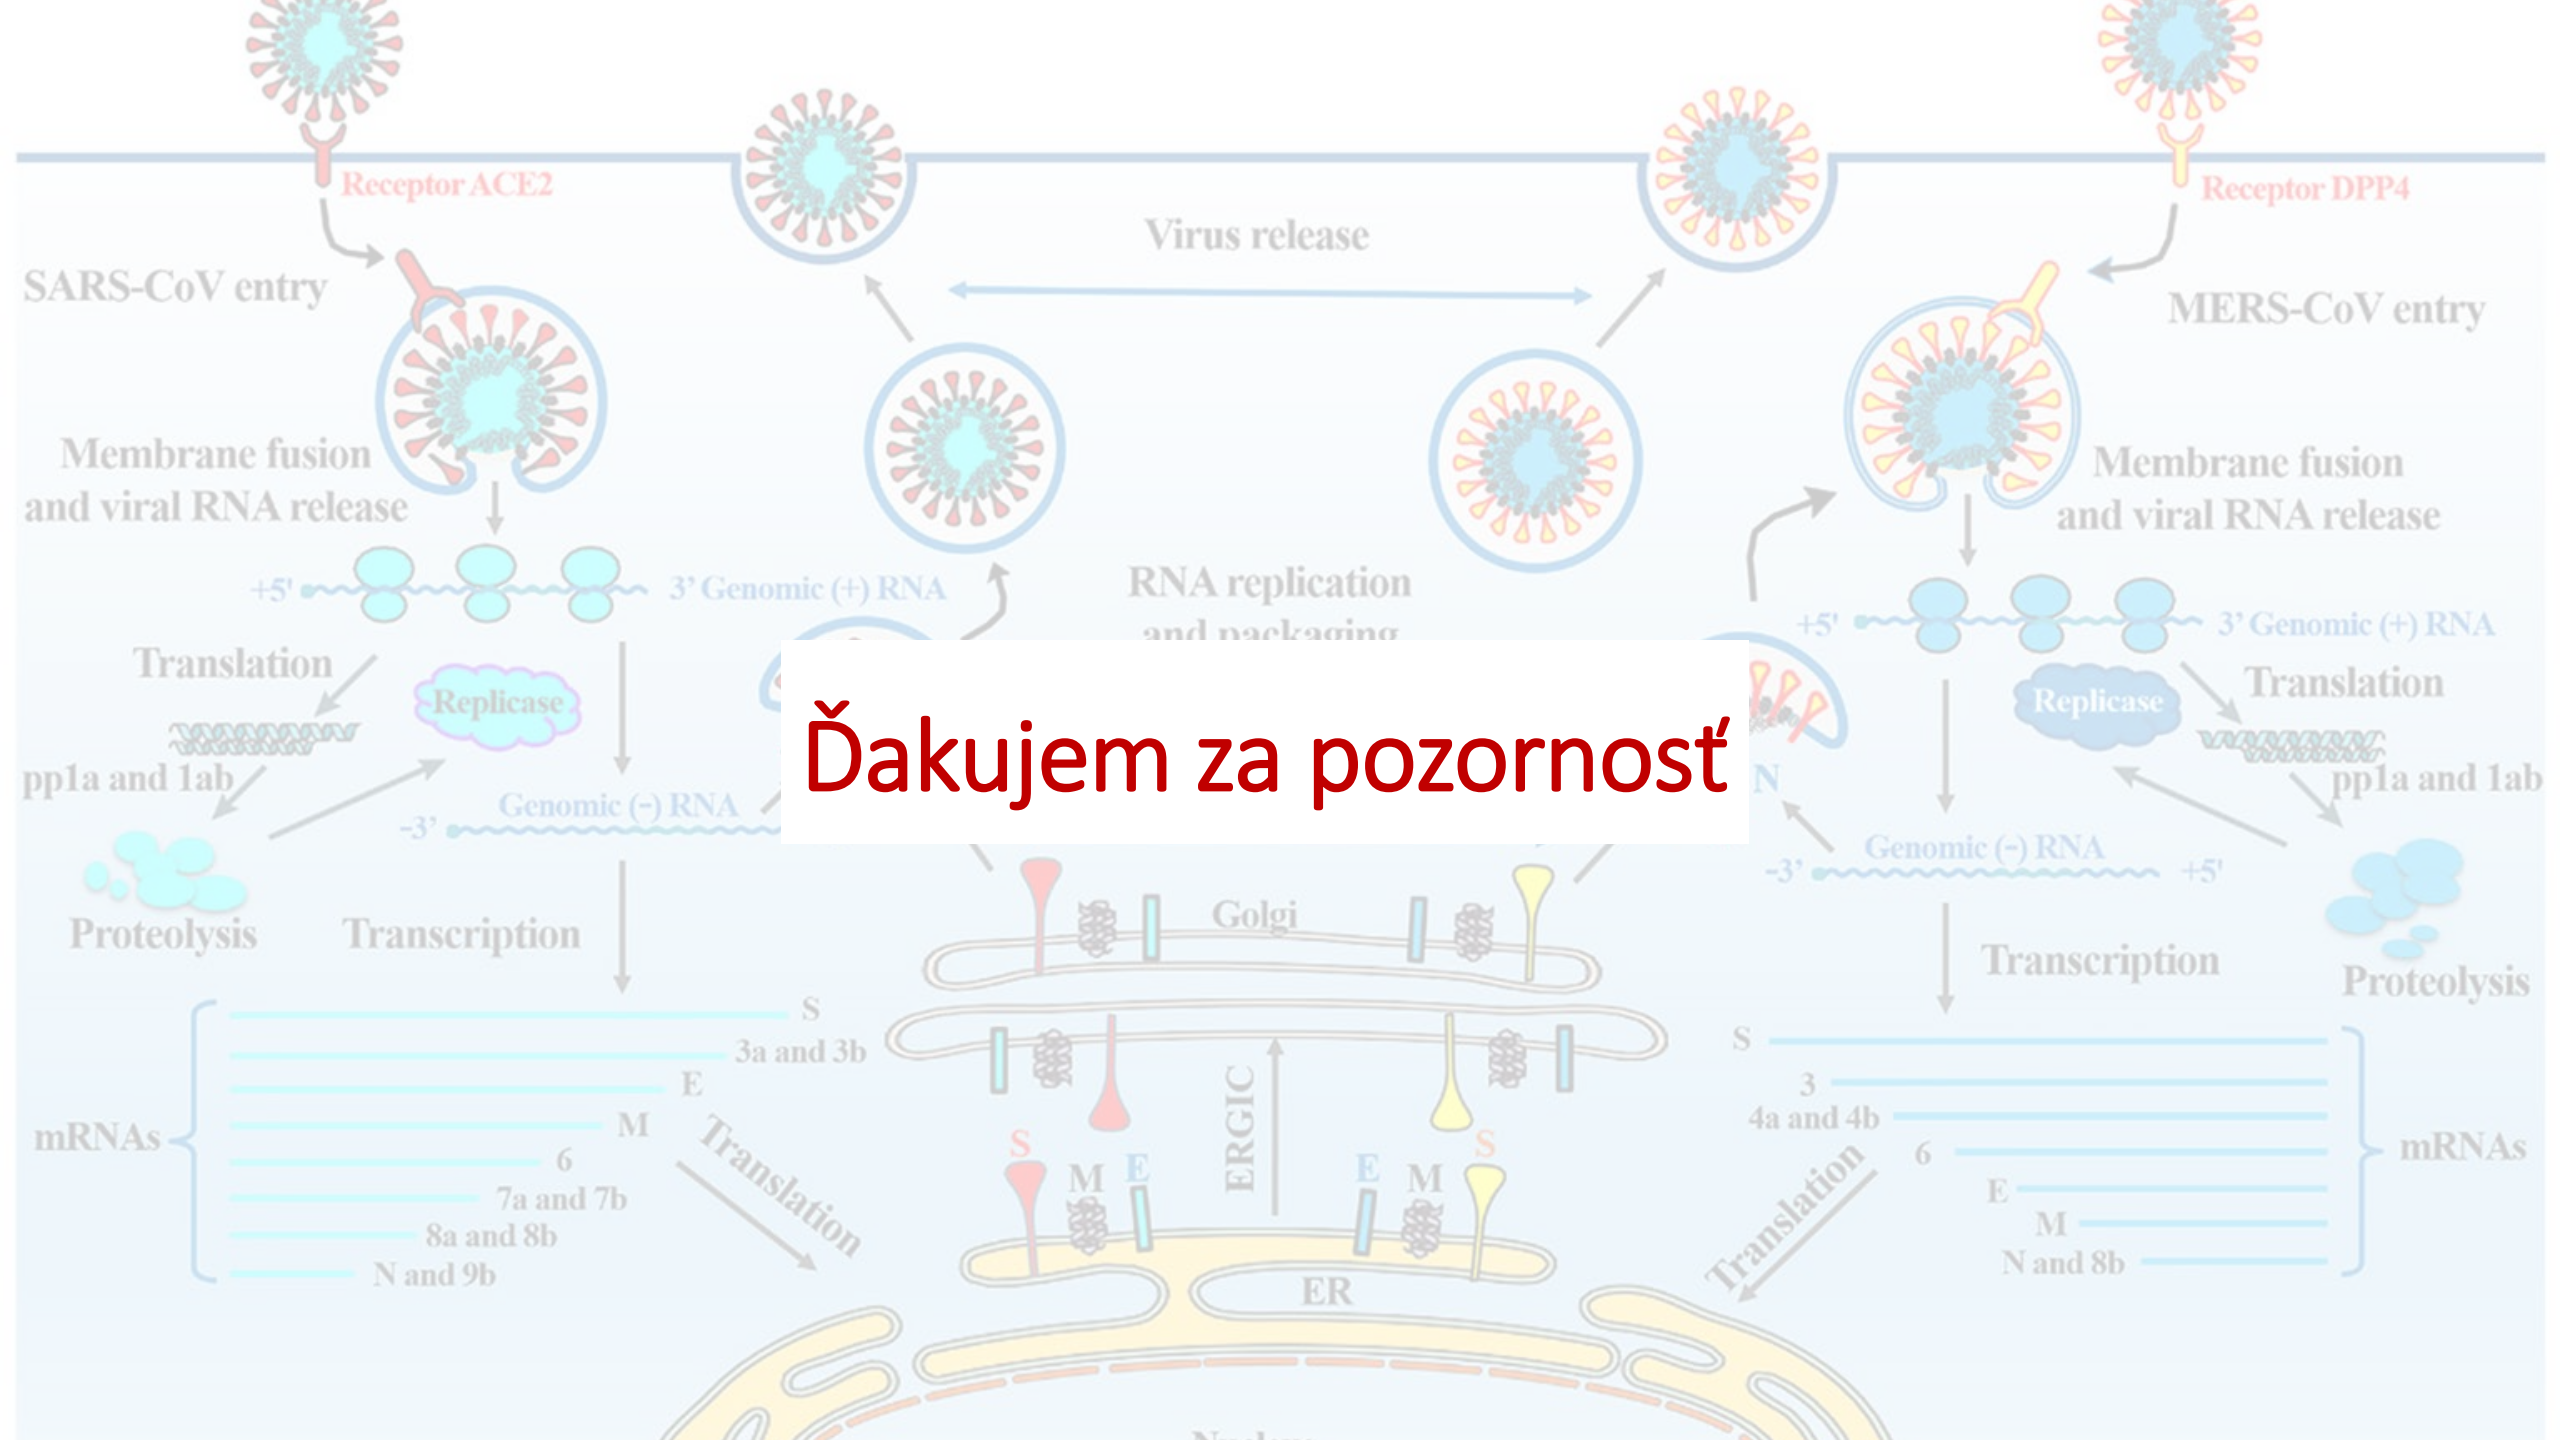 Receptor ACE2
Receptor DPP4
Virus release
SARS-CoV entry
MERS-CoV entry
Membrane fusion
and viral RNA release
Membrane fusion
and viral RNA release
+5' 3’ Genomic (+) RNA
RNA replication
and packaging
+5' 3’ Genomic (+) RNA
Translation
Replicase
Replicase
Translation
Ďakujem za pozornosť
pp1a and 1ab
N
pp1a and 1ab
Genomic (-) RNA
-3’
Genomic (-) RNA
-3’ +5'
Proteolysis
Transcription
Golgi
Transcription
Proteolysis
S
3a and 3b
E
M
6
7a and 7b
8a and 8b
N and 9b
mRNAs
Translation
ERGIC
S
M
E
E
M
S
ER
S
3
4a and 4b
6
E
M
N and 8b
mRNAs
Translation